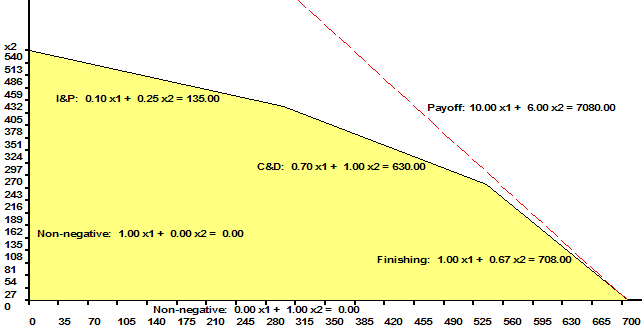 x2
540
513
486
459
432
405
378
351
324
297
270
243
216
189
162
135
108
81
54
27
0
I&P: 0.10 x1 + 0.25 x2 = 135.00
Payoff: 10.00 x1 + 6.00 x2 = 7080.00
C&D: 0.70 x1 + 1.00 x2 = 630.00
Non-negative: 1.00 x1 + 0.00 x2 = 0.00
Finishing: 1.00 x1 + 0.67 x2 = 708.00
0 35 70 105 140 175 210 245 280 315 350 385 420 455 490 525 560 595 630 665 700
Non-negative: 0.00 x1 + 1.00 x2 = 0.00